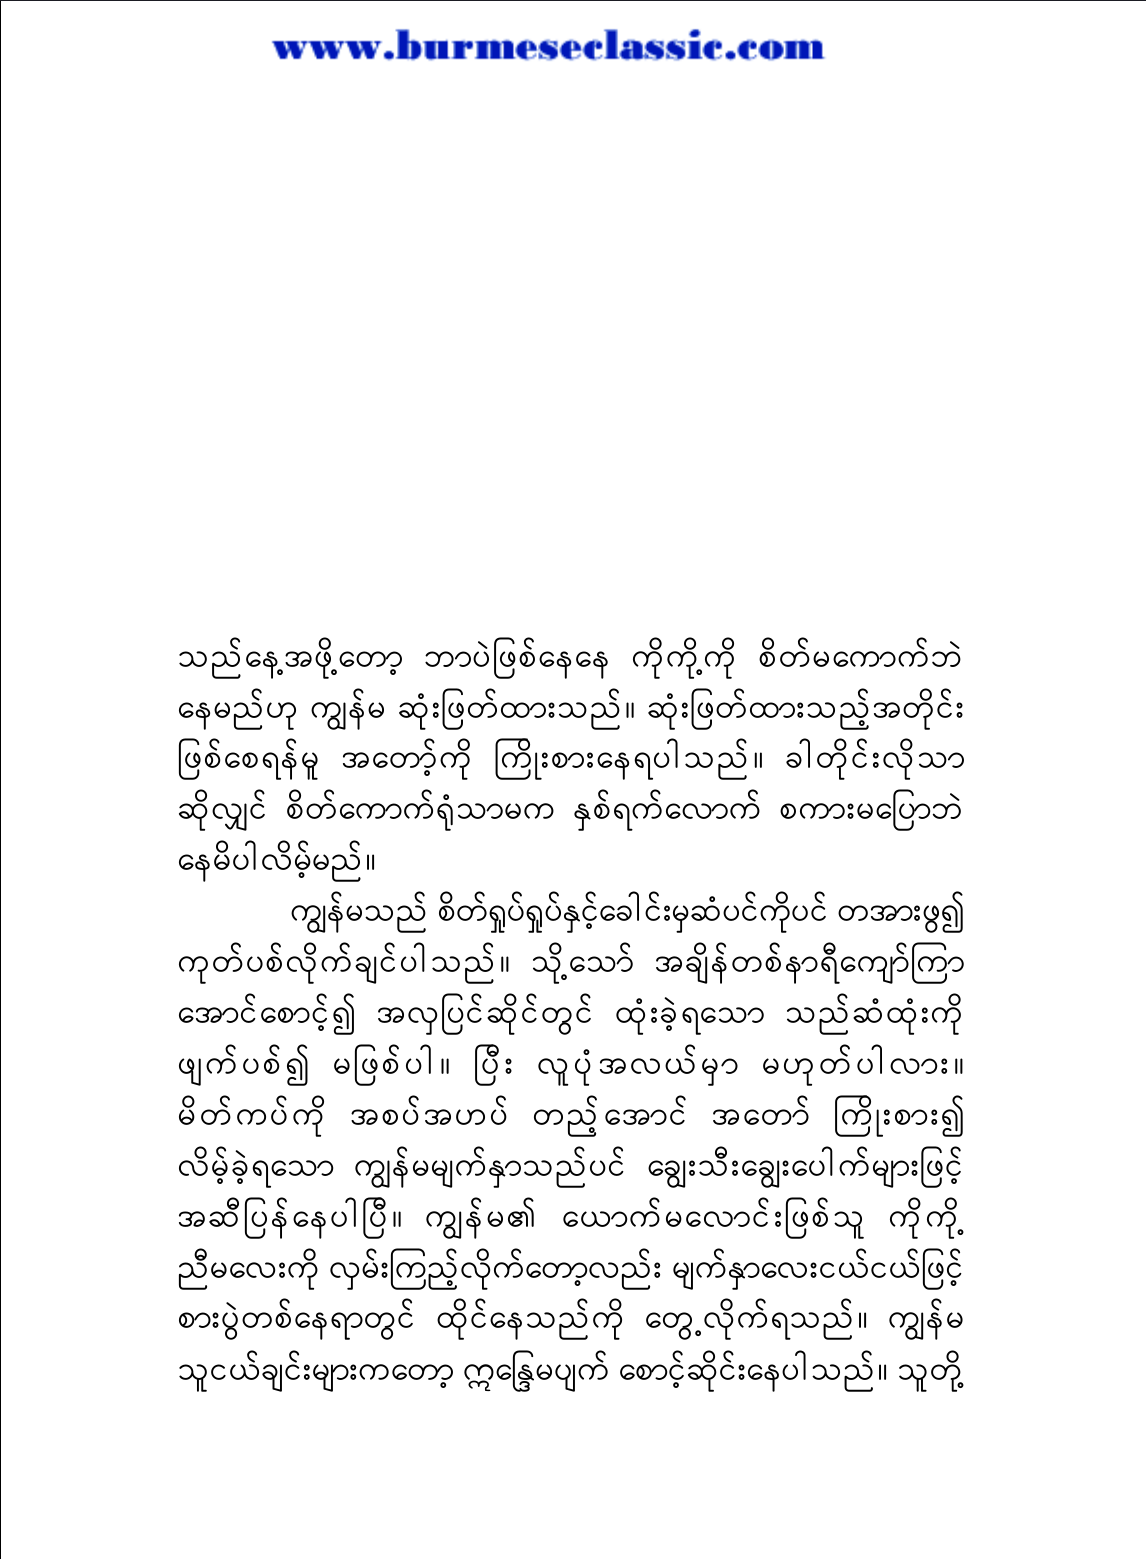 www.burmeseclassic.com
သည်နေ့အဖို့တော့ ဘာပဲဖြစ်နေနေ ကိုကို့ကို စိတ်မကောက်ဘဲ
နေမည်ဟု ကျွန်မ ဆုံးဖြတ်ထားသည်။ ဆုံးဖြတ်ထားသည့်အတိုင်း
ဖြစ်စေရန်မူ အတော့်ကို ကြိုးစားနေရပါသည်။ ခါတိုင်းလိုသာ
ဆိုလျှင် စိတ်ကောက်ရုံသာမက နှစ်ရက်လောက် စကားမပြောဘဲ
နေမိပါလိမ့်မည်။
ကျွန်မသည် စိတ်ရှုပ်ရှုပ်နှင့်ခေါင်းမှဆံပင်ကိုပင် တအားဖွ၍
ကုတ်ပစ်လိုက်ချင်ပါသည်။ သို့သော် အချိန်တစ်နာရီကျော်ကြာ
အောင်စောင့်၍ အလှပြင်ဆိုင်တွင် ထုံးခဲ့ရသော သည်ဆံထုံးကို
ဖျက်ပစ်၍ မဖြစ်ပါ။ ပြီး လူပုံအလယ်မှာ မဟုတ်ပါလား။
မိတ်ကပ်ကို အစပ်အဟပ် တည့်အောင် အတော် ကြိုးစား၍
လိမ့်ခဲ့ရသော ကျွန်မမျက်နှာသည်ပင် ချွေးသီးချွေးပေါက်များဖြင့်
အဆီပြန်နေပါပြီ။ ကျွန်မ၏ ယောက်မလောင်းဖြစ်သူ ကိုကို့
ညီမလေးကို လှမ်းကြည့်လိုက်တော့လည်း မျက်နှာလေးငယ်ငယ်ဖြင့်
စားပွဲတစ်နေရာတွင် ထိုင်နေသည်ကို တွေ့လိုက်ရသည်။ ကျွန်မ
သူငယ်ချင်းများကတော့ ဣန္ဒြေမပျက် စောင့်ဆိုင်းနေပါသည်။ သူတို့